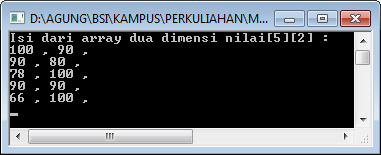 D:\AGUNG\BSI\KAMPUS\PERKULIAHAN\M...
Isi dari array dua dimensi nilai[5][2] :
100 , 90 ,
90 , 80 ,
78 , 100 ,
90 , 90 ,
66 , 100 ,